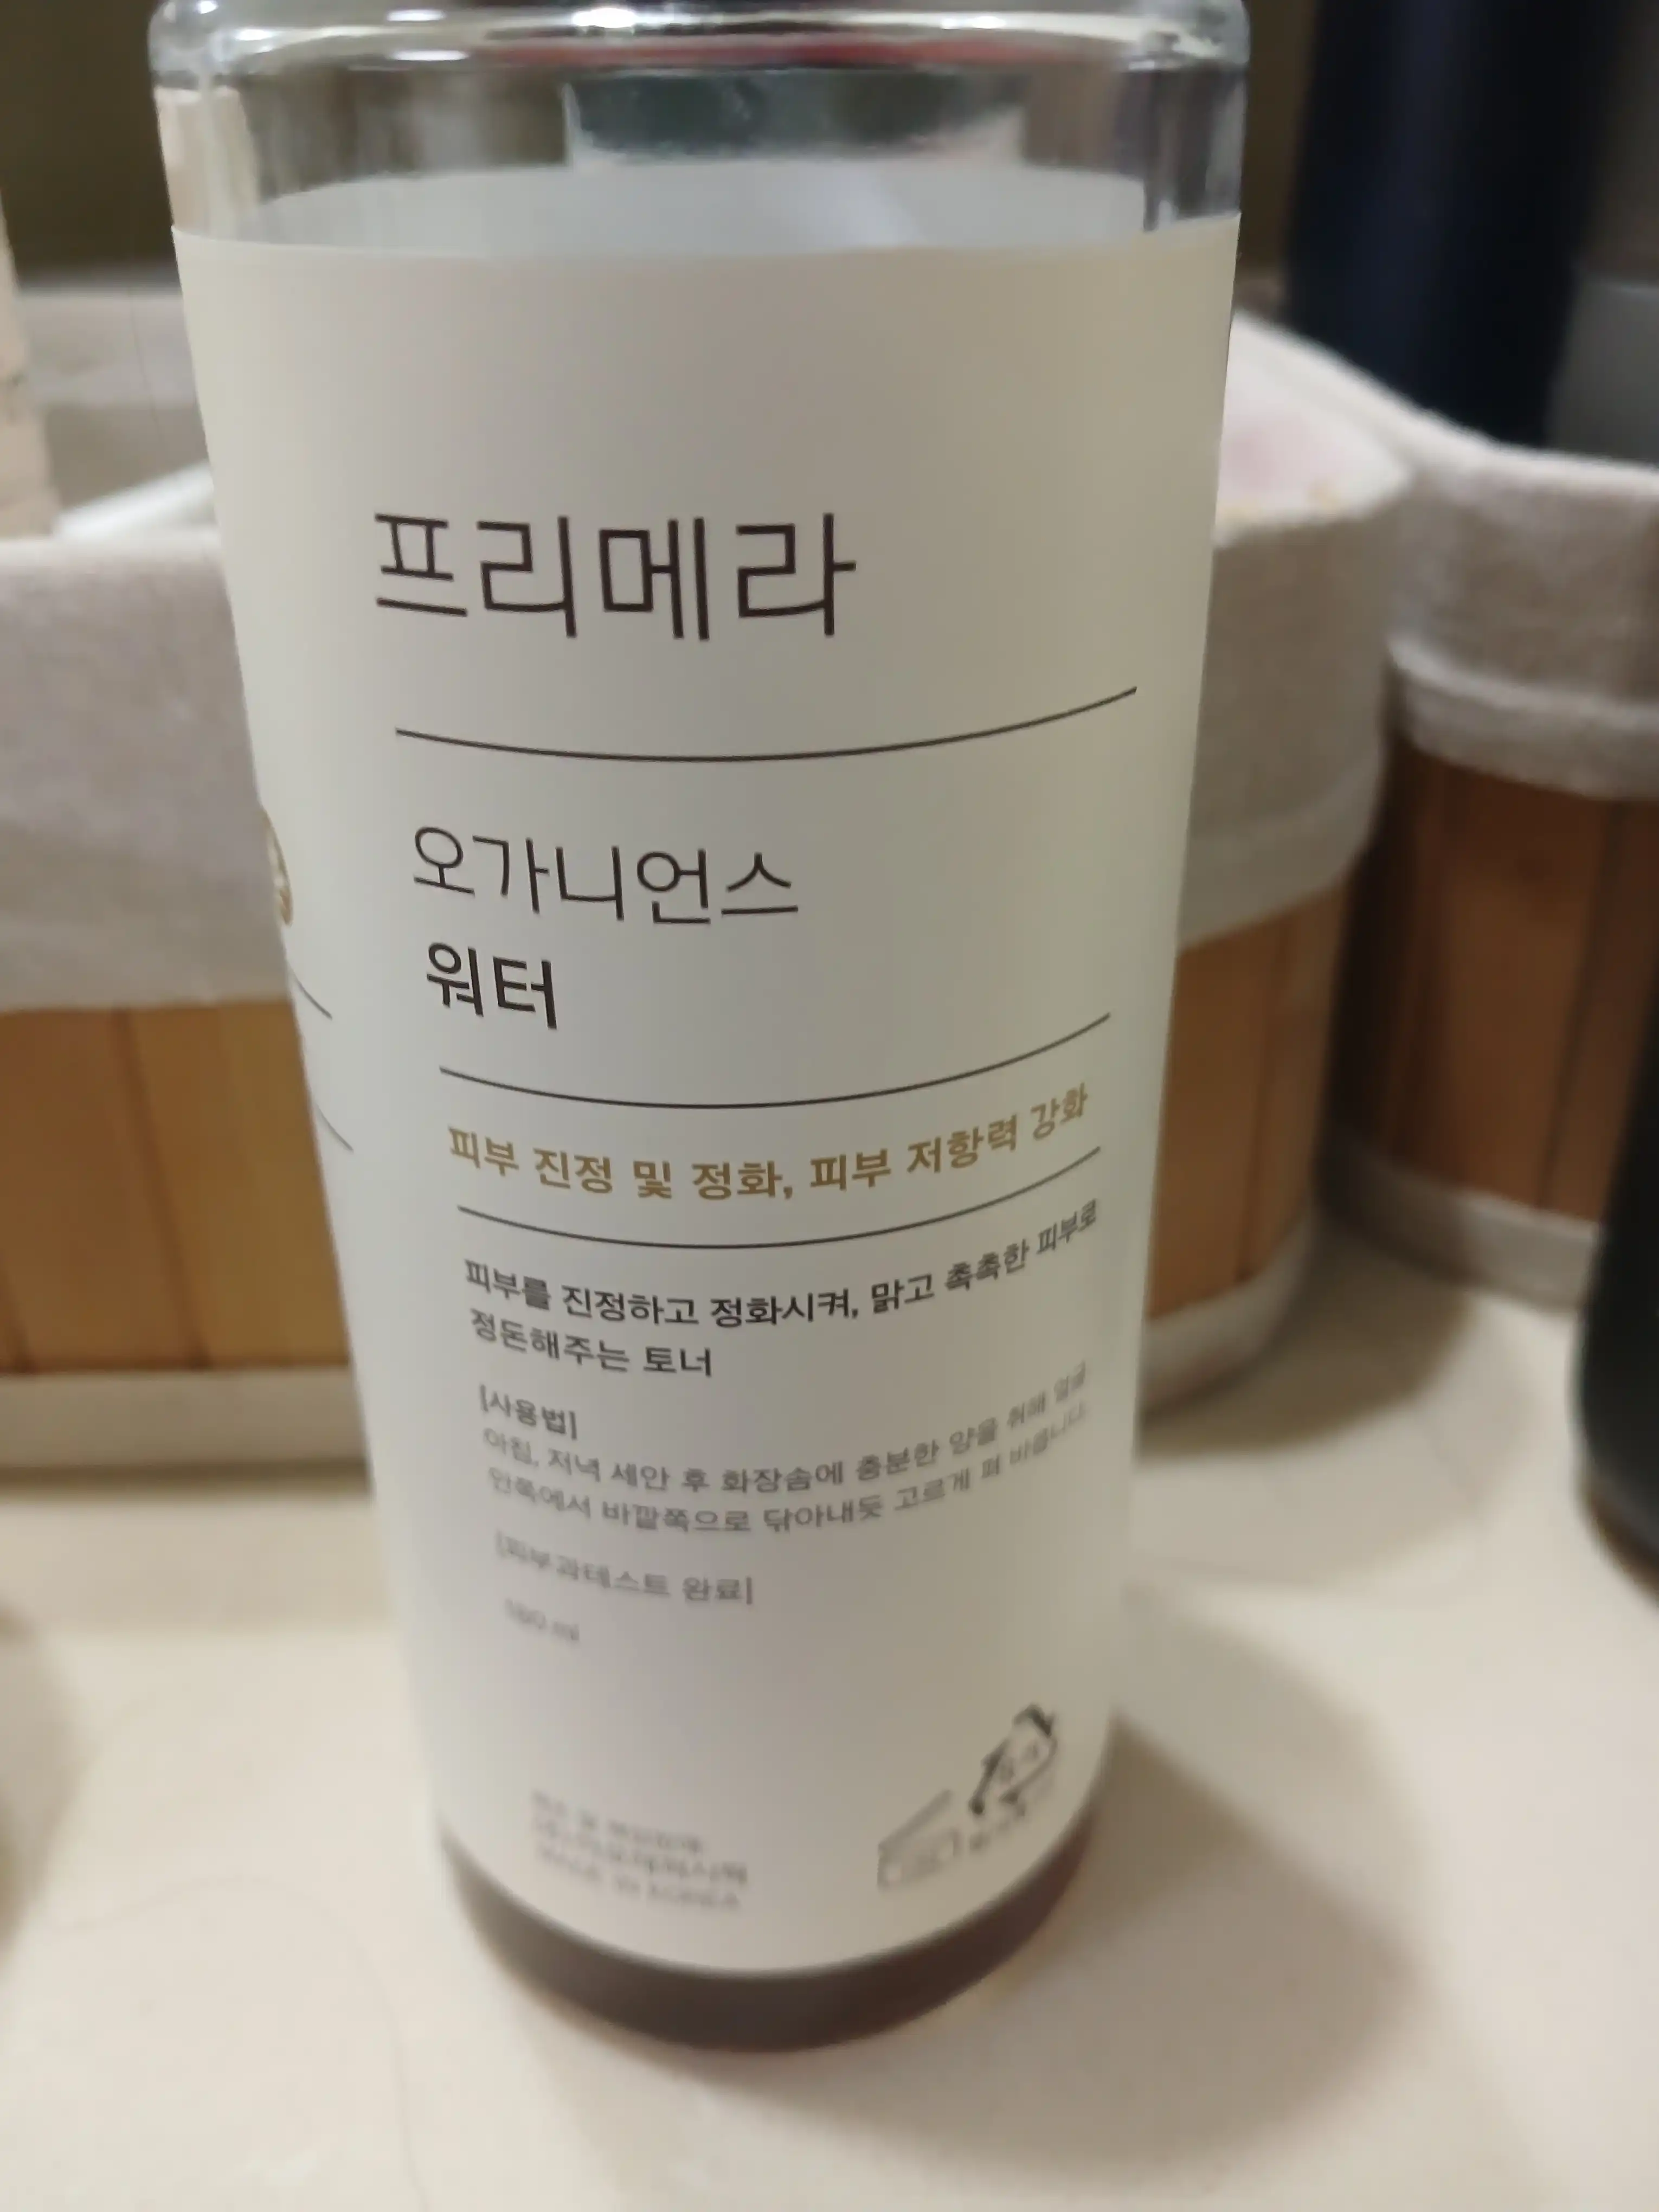 프리메라
오가니언스
워터
피부 진정 및 정화, 피부 저항력 강화
피부를 진정하고 정화시켜, 맑고 촉촉한 피부로
정돈해주는 토너
[사용법]
아침, 저녁 세안 후 화장솜에 충분한 양을 취해 얼굴
안쪽에서 바깥쪽으로 닦아내듯 고르게 펴 바릅니다.
[피부과테스트 완료]
180 ml
MADE IN KOREA